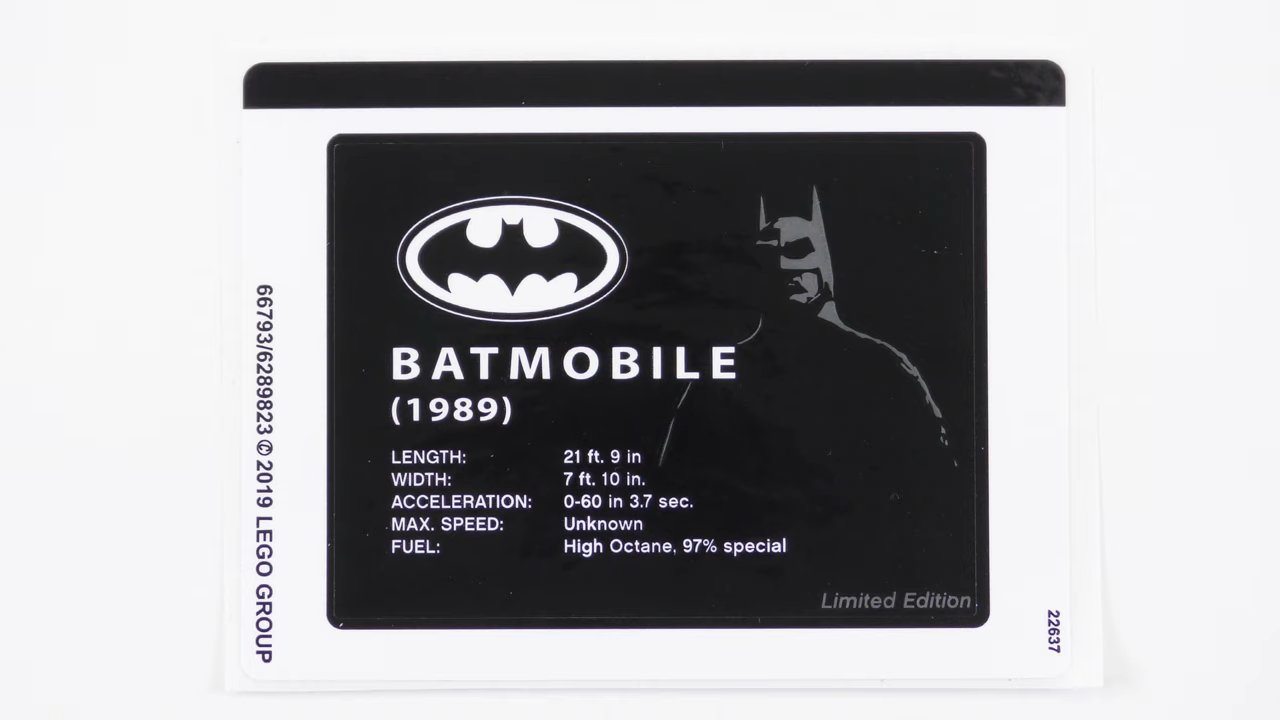 BATMOBILE
(1989)
LENGTH: 21 ft. 9 in
WIDTH: 7 ft. 10 in.
ACCELERATION: 0-60 in 3.7 sec.
MAX. SPEED: Unknown
FUEL: High Octane, 97% special
Limited Edition
66793/6289823 © 2019 LEGO GROUP
22637